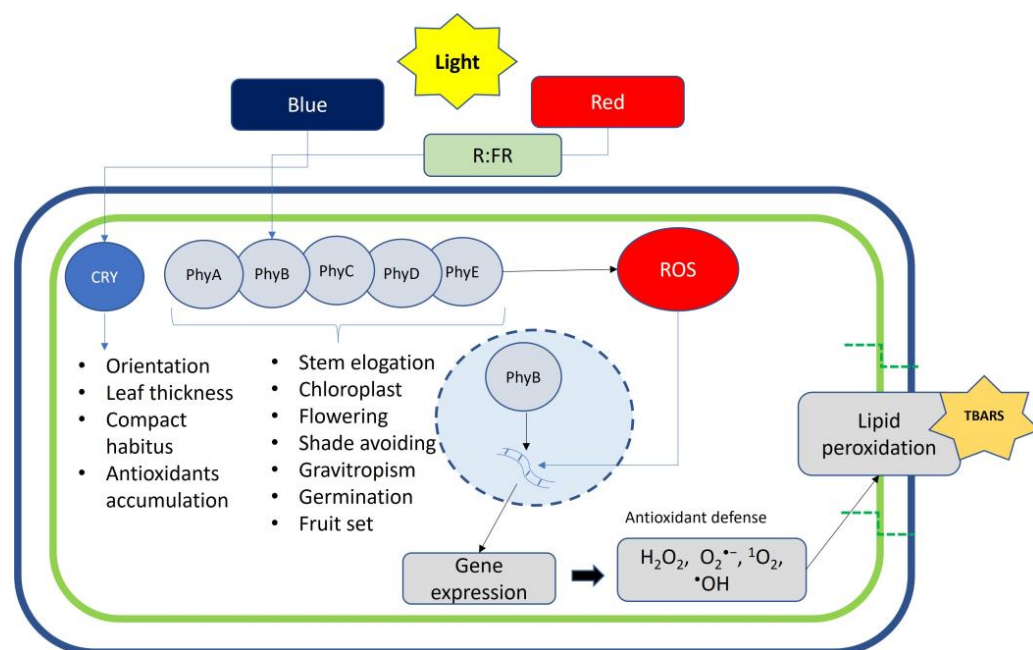 Light
Blue
Red
R:FR
CRY
PhyA
PhyB
PhyC
PhyD
PhyE
ROS
• Orientation
• Leaf thickness
• Compact
habitus
• Antioxidants
accumulation
• Stem elogation
• Chloroplast
• Flowering
• Shade avoiding
• Gravitropism
• Germination
• Fruit set
PhyB
Lipid
peroxidation
TBARS
Gene
expression
Antioxidant defense
H₂O₂, O₂•⁻, ¹O₂,
•OH